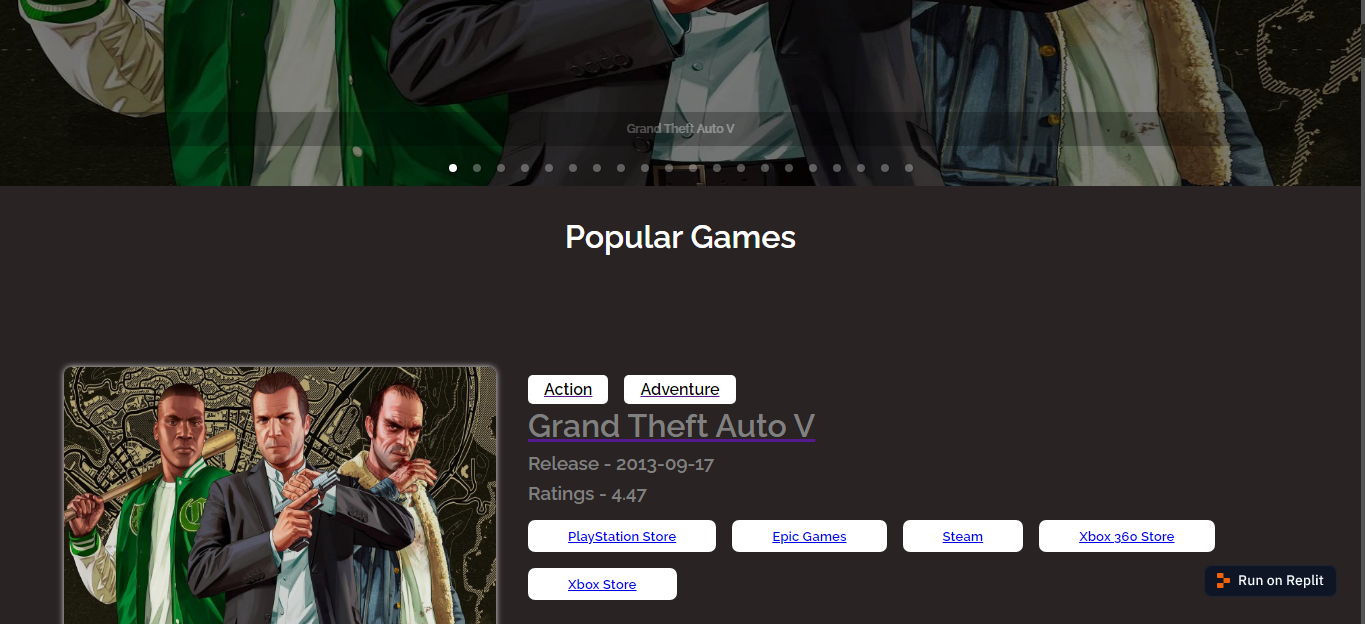 Grand Theft Auto V
Popular Games
Action Adventure
Grand Theft Auto V
Release - 2013-09-17
Ratings - 4.47
PlayStation Store Epic Games Steam Xbox 360 Store
Xbox Store
Run on Replit